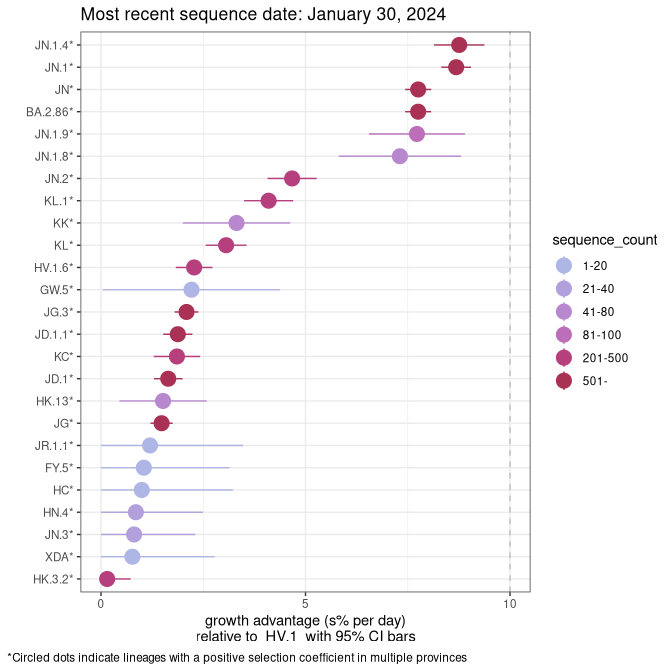 Most recent sequence date: January 30, 2024
JN.1.4*
JN.1*
JN*
BA.2.86*
JN.1.9*
JN.1.8*
JN.2*
KL.1*
KK*
KL*
HV.1.6*
GW.5*
JG.3*
JD.1.1*
KC*
JD.1*
HK.13*
JG*
JR.1.1*
FY.5*
HC*
HN.4*
JN.3*
XDA*
HK.3.2*
0 5 10
growth advantage (s% per day)
relative to HV.1 with 95% CI bars
sequence_count
1-20
21-40
41-80
81-100
201-500
501-
*Circled dots indicate lineages with a positive selection coefficient in multiple provinces